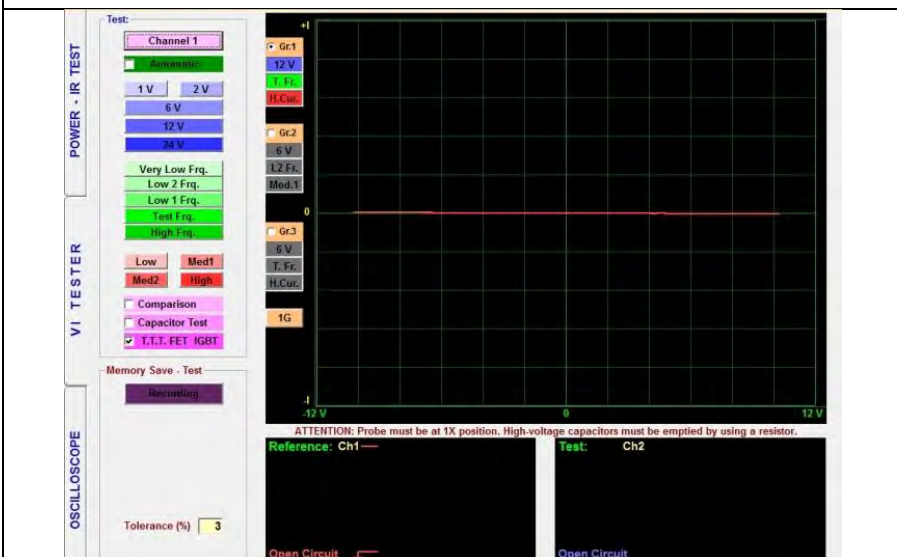 POWER - IR TEST
VI TESTER
OSCILLOSCOPE
Test:
Channel 1
Automatic
1 V
2 V
6 V
12 V
24 V
Very Low Frq.
Low 2 Frq.
Low 1 Frq.
Test Frq.
High Frq.
Low
Med1
Med2
High
Comparison
Capacitor Test
T.T.T. FET IGBT
Memory Save - Test
Recording
Tolerance (%) 3
Gr.1
12 V
T. Fr.
H.Cur.
Gr.2
6 V
L2 Fr.
Med.1
Gr.3
6 V
T. Fr.
H.Cur.
1G
+I
0
-I
-12 V 0 12 V
ATTENTION: Probe must be at 1X position. High-voltage capacitors must be emptied by using a resistor.
Reference: Ch1
Open Circuit
Test: Ch2
Open Circuit